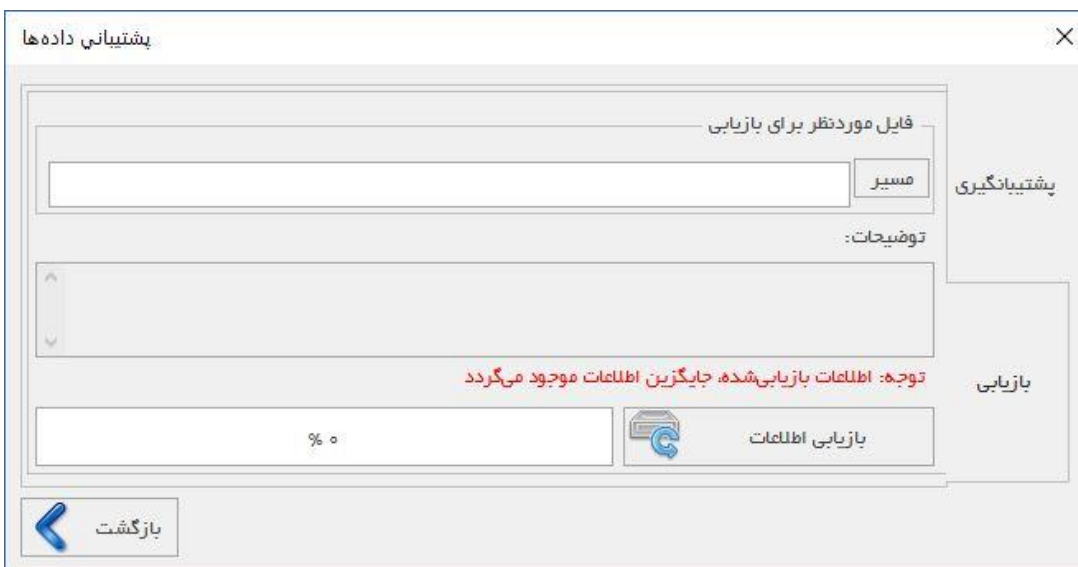 پشتیباني داده‌ها
فایل موردنظر برای بازیابی
مسیر
پشتیبانگیری
توضیحات:
توجه: اطلاعات بازیابی‌شده، جایگزین اطلاعات موجود می‌گردد
بازیابی
بازیابی اطلاعات
% ۰
بازگشت